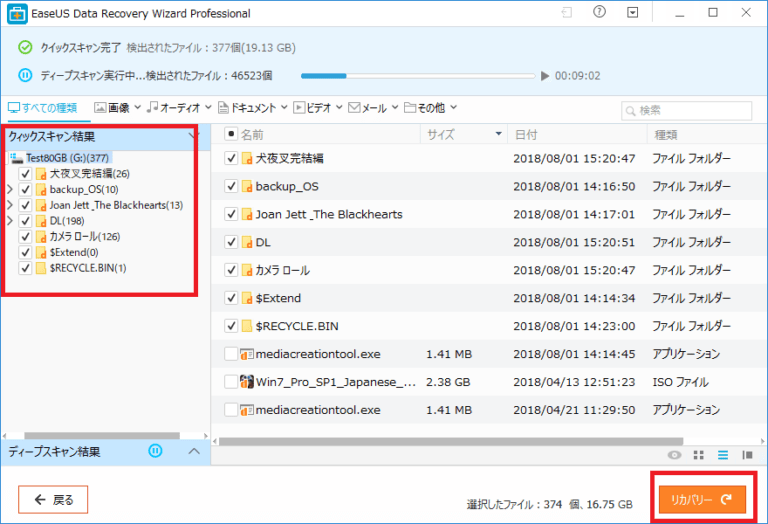 EaseUS Data Recovery Wizard Professional
クイックスキャン完了 検出されたファイル：377個(19.13 GB)
ディープスキャン実行中...検出されたファイル：46523個 00:09:02
すべての種類 画像 オーディオ ドキュメント ビデオ メール その他 検索
クィックスキャン結果
Test80GB (G:)(377)
犬夜叉完結編(26)
backup_OS(10)
Joan Jett _The Blackhearts(13)
DL(198)
カメラ ロール(126)
$Extend(0)
$RECYCLE.BIN(1)
名前 サイズ 日付 種類
犬夜叉完結編 2018/08/01 15:20:47 ファイル フォルダー
backup_OS 2018/08/01 14:16:50 ファイル フォルダー
Joan Jett _The Blackhearts 2018/08/01 14:17:01 ファイル フォルダー
DL 2018/08/01 15:20:51 ファイル フォルダー
カメラ ロール 2018/08/01 15:20:47 ファイル フォルダー
$Extend 2018/08/01 14:14:34 ファイル フォルダー
$RECYCLE.BIN 2018/08/01 14:23:00 ファイル フォルダー
mediacreationtool.exe 1.41 MB 2018/08/01 14:14:45 アプリケーション
Win7_Pro_SP1_Japanese_... 2.38 GB 2018/04/13 12:51:23 ISO ファイル
mediacreationtool.exe 1.41 MB 2018/04/21 11:29:50 アプリケーション
ディープスキャン結果
戻る
選択したファイル：374 個、16.75 GB
リカバリー